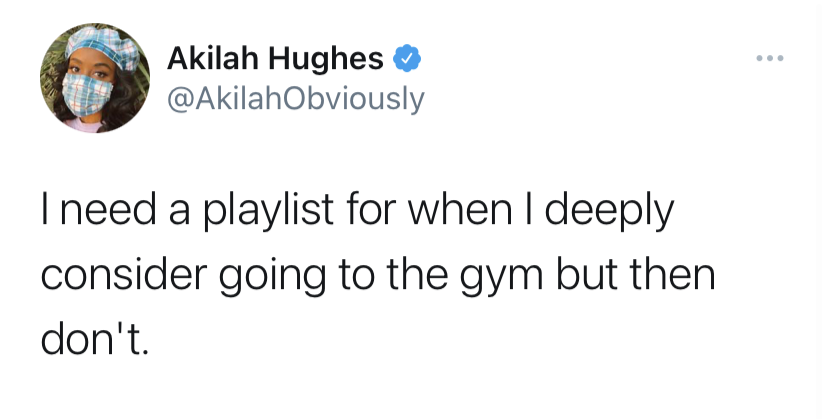 Akilah Hughes
@AkilahObviously
I need a playlist for when I deeply
consider going to the gym but then
don't.